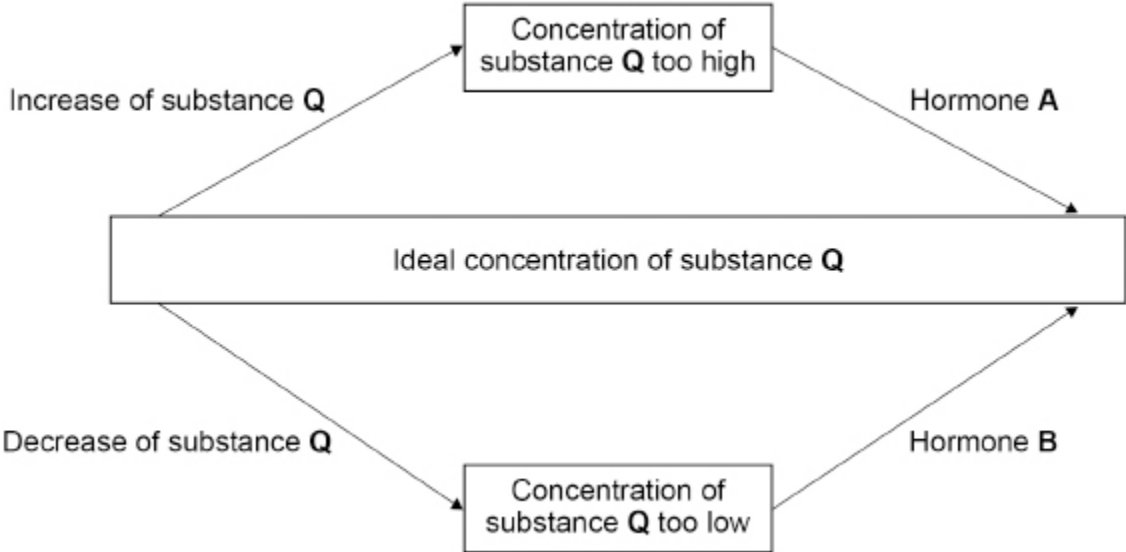 Concentration of
substance Q too high
Increase of substance Q
Hormone A
Ideal concentration of substance Q
Decrease of substance Q
Hormone B
Concentration of
substance Q too low